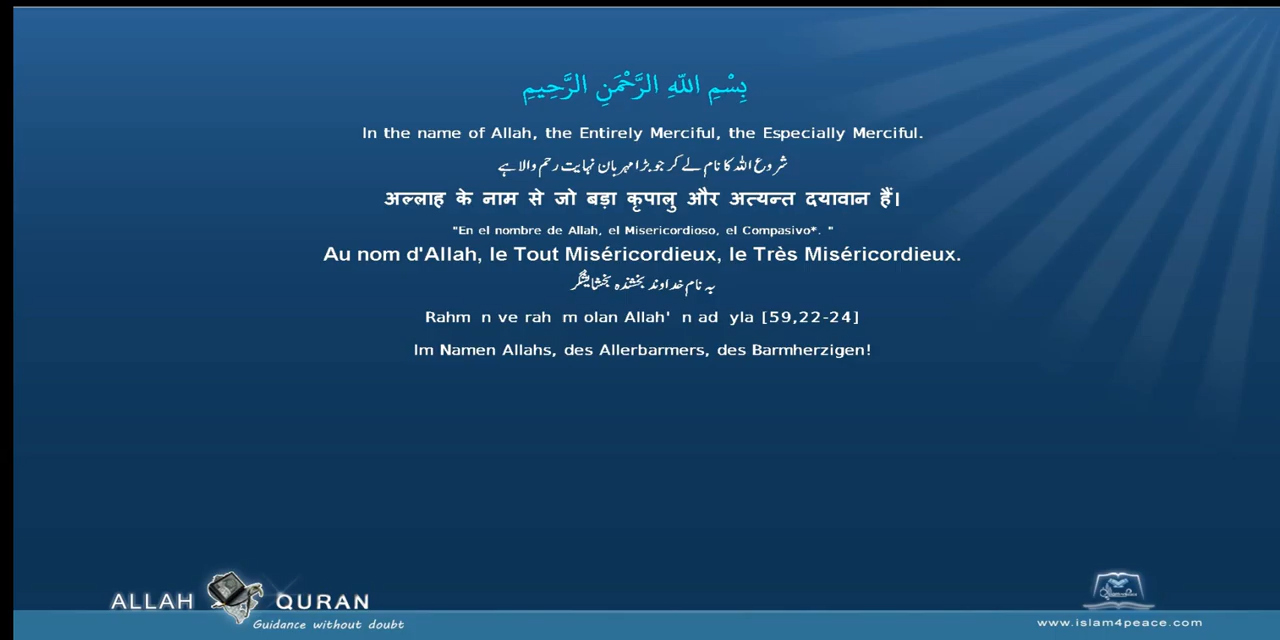 بِسْمِ اللّهِ الرَّحْمَنِ الرَّحِيمِ
In the name of Allah, the Entirely Merciful, the Especially Merciful.
شروع اللہ کا نام لے کر جو بڑا مہربان نہایت رحم والا ہے
अल्लाह के नाम से जो बड़ा कृपालु और अत्यन्त दयावान हैं।
"En el nombre de Allah, el Misericordioso, el Compasivo*. "
Au nom d'Allah, le Tout Miséricordieux, le Très Miséricordieux.
به نام خداوند بخشنده بخشایشگر
Rahm n ve rah m olan Allah' n ad yla [59,22-24]
Im Namen Allahs, des Allerbarmers, des Barmherzigen!
ALLAH QURAN
Guidance without doubt
www.islam4peace.com